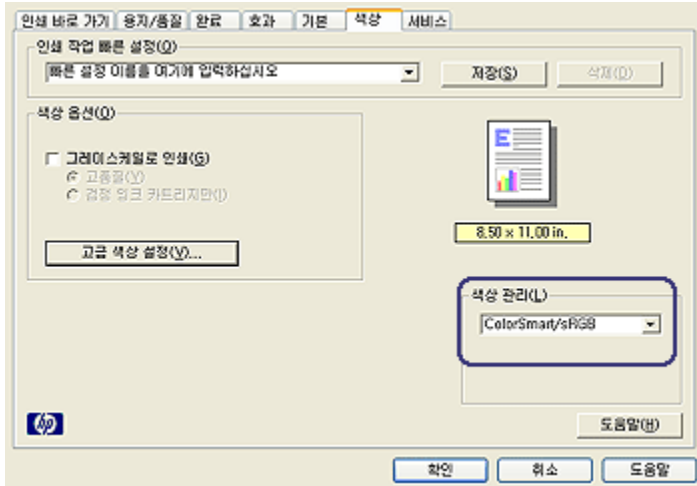 인쇄 바로 가기 용지/품질 완료 효과 기본 색상 서비스
인쇄 작업 빠른 설정(Q)
빠른 설정 이름을 여기에 입력하십시오 저장(S) 삭제(D)
색상 옵션(O)
그레이스케일로 인쇄(G)
고품질(Y)
검정 잉크 카트리지만(I)
고급 색상 설정(V)...
E
8.50 × 11.00 in.
색상 관리(L)
ColorSmart/sRGB
hp
도움말(H)
확인 취소 도움말